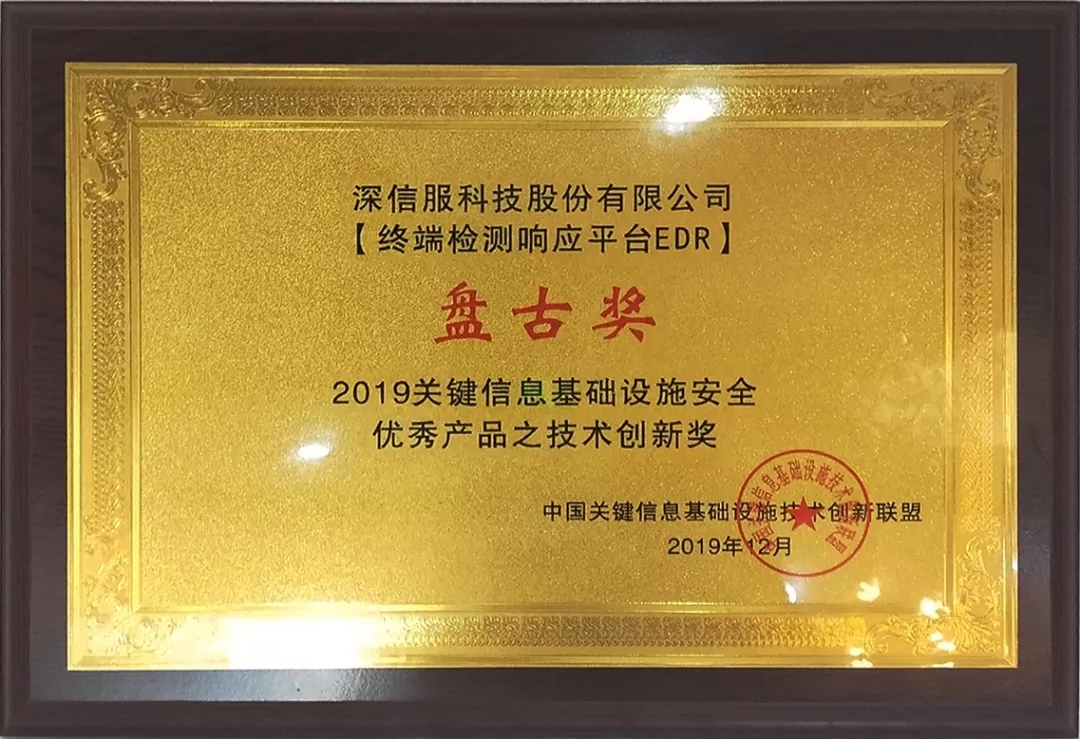 深信服科技股份有限公司
【终端检测响应平台EDR】
盘古奖
2019关键信息基础设施安全
优秀产品之技术创新奖
中国关键信息基础设施技术创新联盟
2019年12月